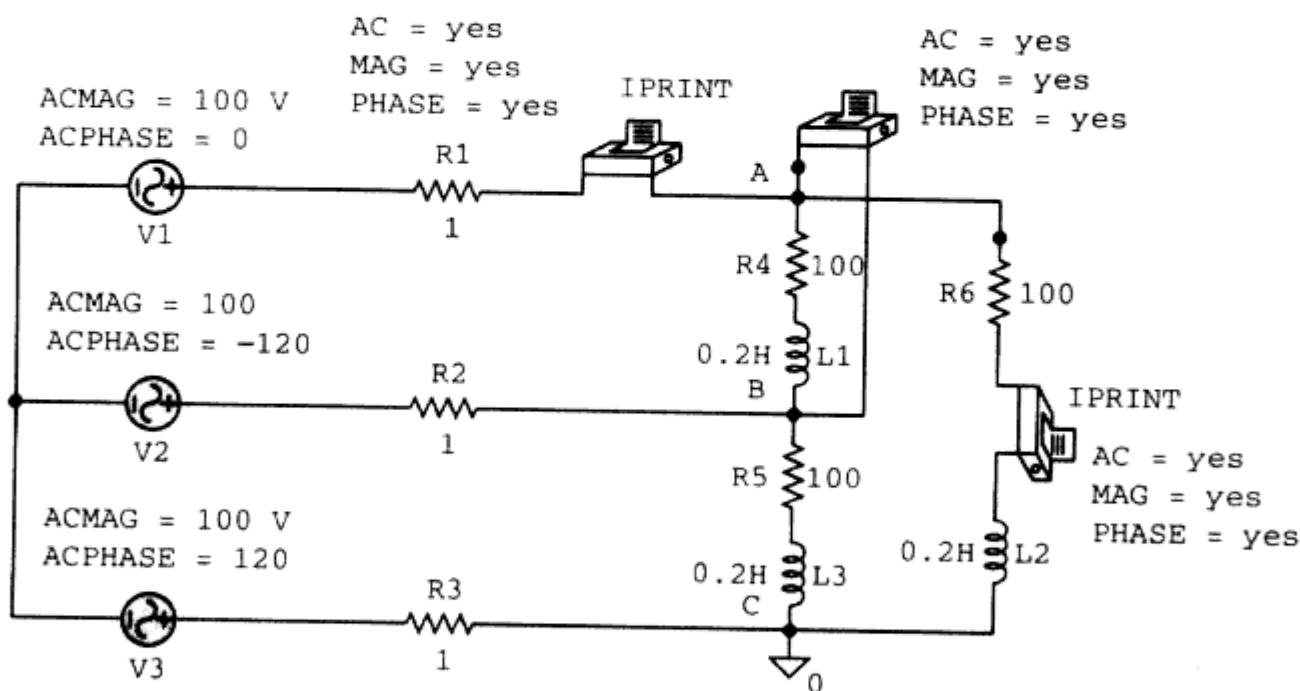 AC = yes
MAG = yes
PHASE = yes
IPRINT
AC = yes
MAG = yes
PHASE = yes
ACMAG = 100 V
ACPHASE = 0
V1
R1
1
A
R4
100
R6
100
ACMAG = 100
ACPHASE = -120
V2
R2
1
0.2H
L1
B
IPRINT
AC = yes
MAG = yes
PHASE = yes
R5
100
ACMAG = 100 V
ACPHASE = 120
V3
R3
1
0.2H
L3
C
0.2H
L2
0